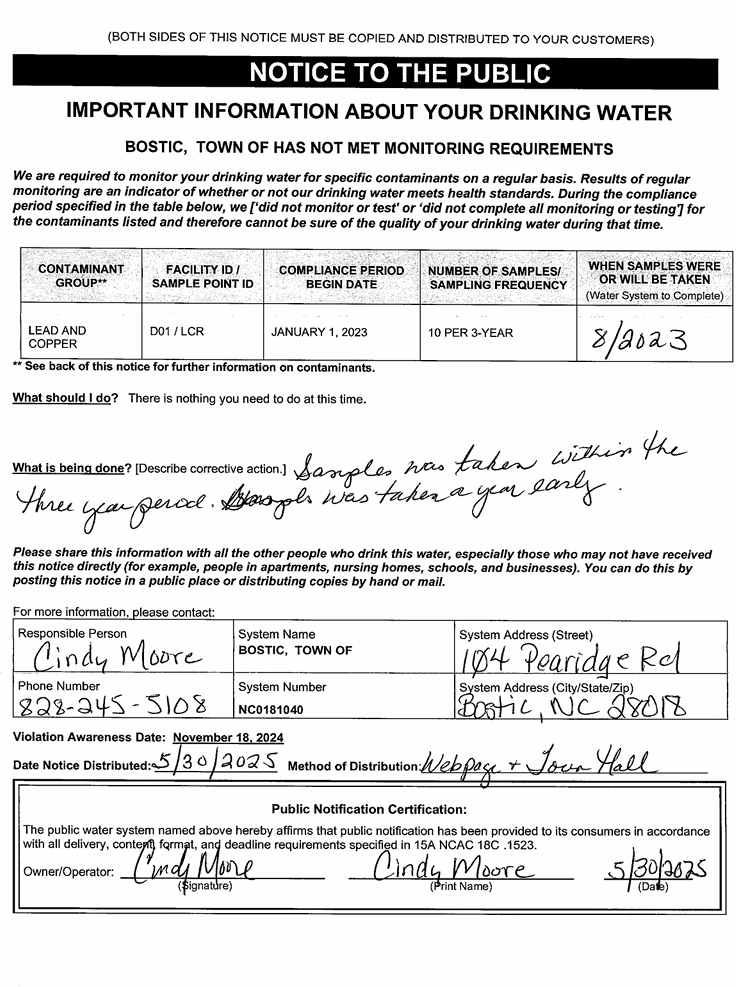 (BOTH SIDES OF THIS NOTICE MUST BE COPIED AND DISTRIBUTED TO YOUR CUSTOMERS)
NOTICE TO THE PUBLIC
IMPORTANT INFORMATION ABOUT YOUR DRINKING WATER
BOSTIC, TOWN OF HAS NOT MET MONITORING REQUIREMENTS
We are required to monitor your drinking water for specific contaminants on a regular basis. Results of regular
monitoring are an indicator of whether or not our drinking water meets health standards. During the compliance
period specified in the table below, we ['did not monitor or test' or 'did not complete all monitoring or testing'] for
the contaminants listed and therefore cannot be sure of the quality of your drinking water during that time.
CONTAMINANT GROUP** FACILITY ID / SAMPLE POINT ID COMPLIANCE PERIOD BEGIN DATE NUMBER OF SAMPLES/ SAMPLING FREQUENCY WHEN SAMPLES WERE OR WILL BE TAKEN (Water System to Complete)
LEAD AND COPPER D01 / LCR JANUARY 1, 2023 10 PER 3-YEAR 8/2023
** See back of this notice for further information on contaminants.
What should I do? There is nothing you need to do at this time.
What is being done? [Describe corrective action.] Samples was taken within the
three year period. Sampls was taken a year early.
Please share this information with all the other people who drink this water, especially those who may not have received
this notice directly (for example, people in apartments, nursing homes, schools, and businesses). You can do this by
posting this notice in a public place or distributing copies by hand or mail.
For more information, please contact:
Responsible Person System Name System Address (Street)
Cindy Moore BOSTIC, TOWN OF 104 Pearidge Rd
Phone Number System Number System Address (City/State/Zip)
828-245-5108 NC0181040 Bostic, NC 28018
Violation Awareness Date: November 18, 2024
Date Notice Distributed: 5/30/2025 Method of Distribution: Webpage + Town Hall
Public Notification Certification:
The public water system named above hereby affirms that public notification has been provided to its consumers in accordance
with all delivery, content, format, and deadline requirements specified in 15A NCAC 18C .1523.
Owner/Operator: Cindy Moore Cindy Moore 5/30/2025
(Signature) (Print Name) (Date)